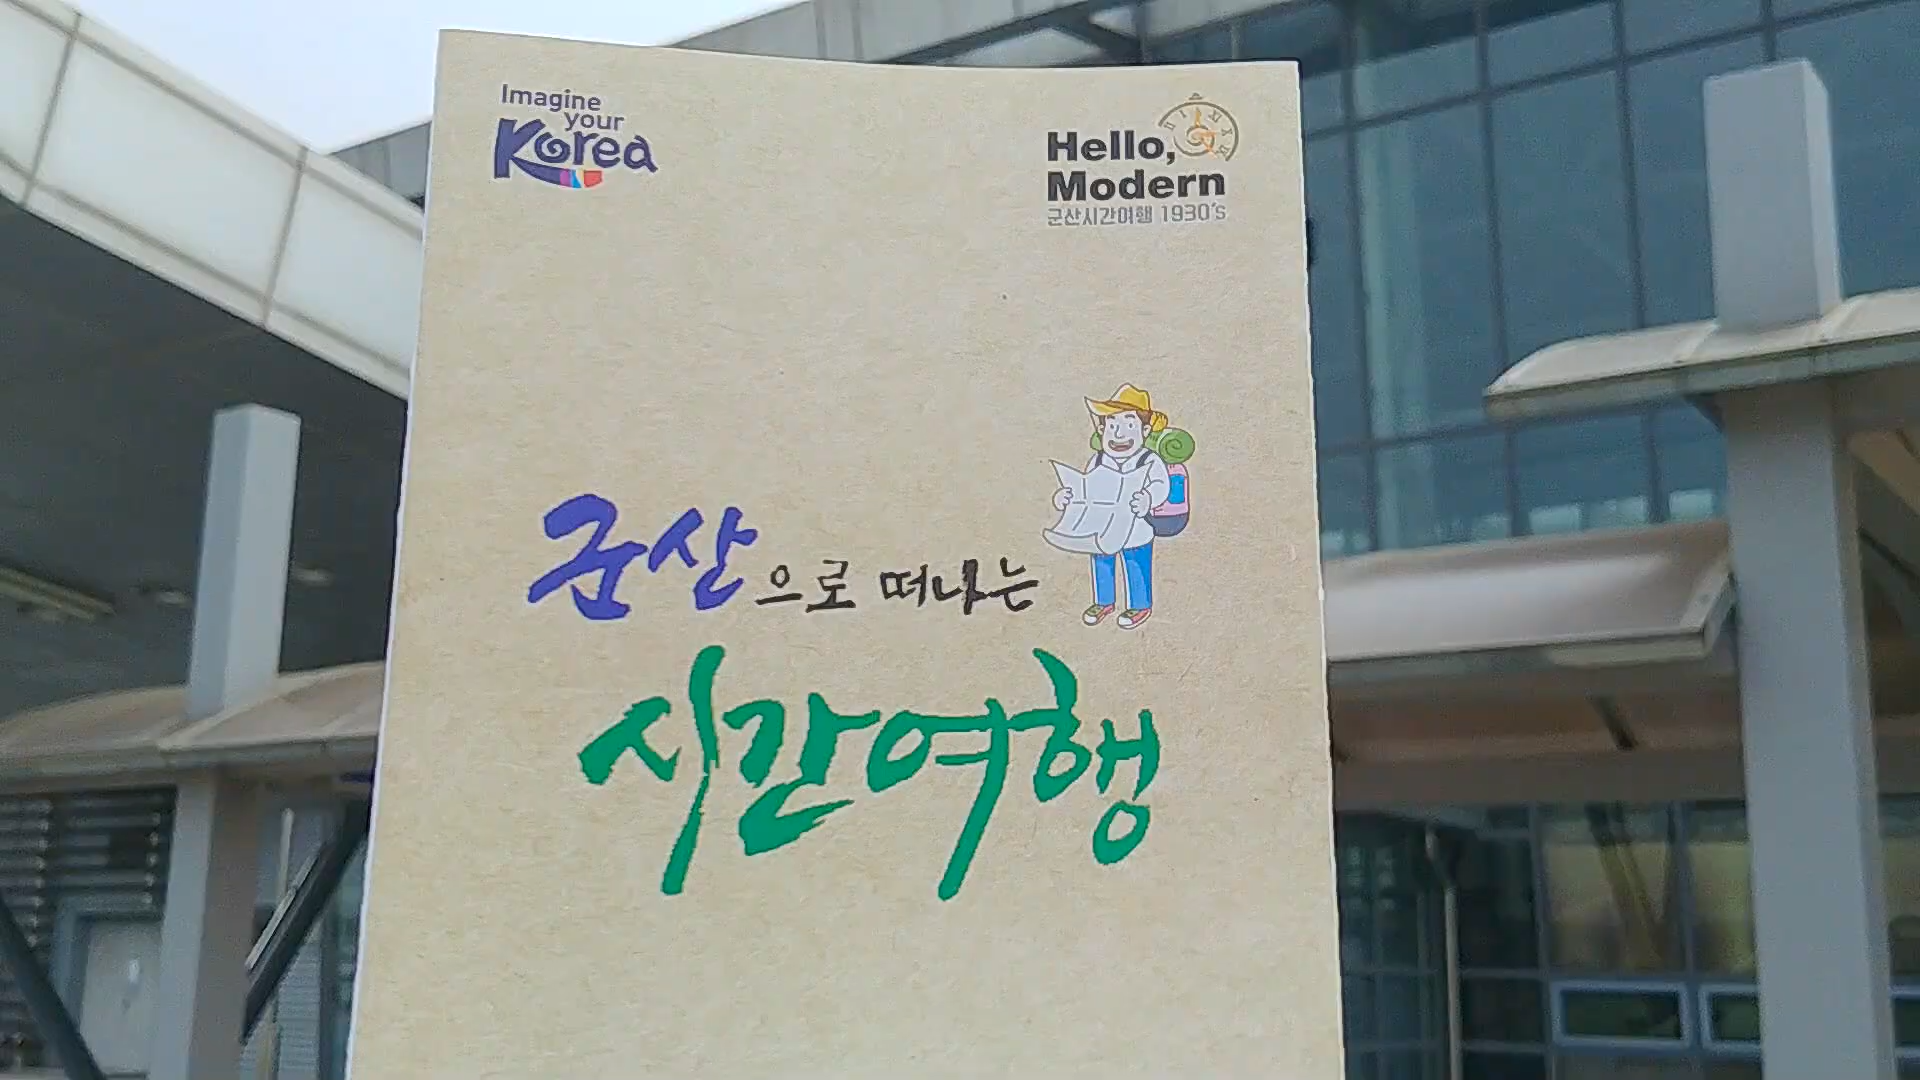 Imagine
your
Korea
Hello,
Modern
군산시간여행 1930's
군산으로 떠나는
시간여행